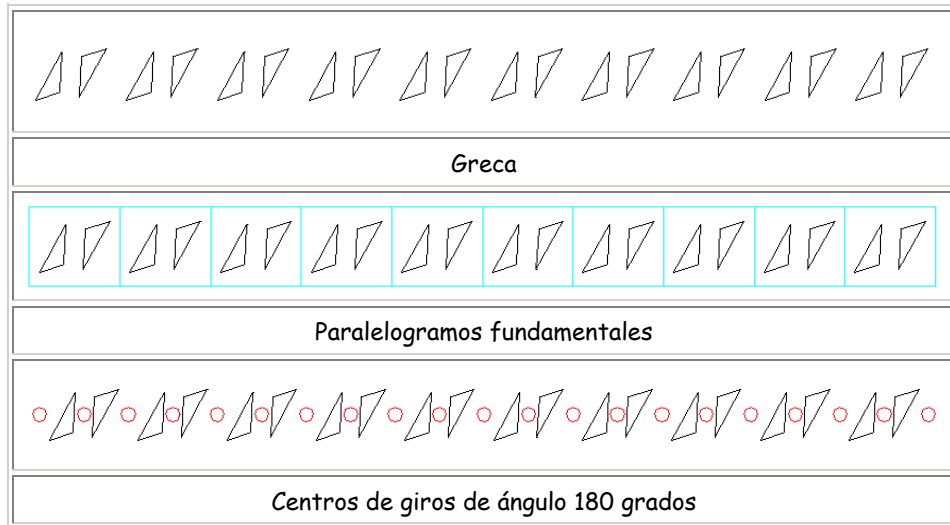 Greca
Paralelogramos fundamentales
Centros de giros de ángulo 180 grados